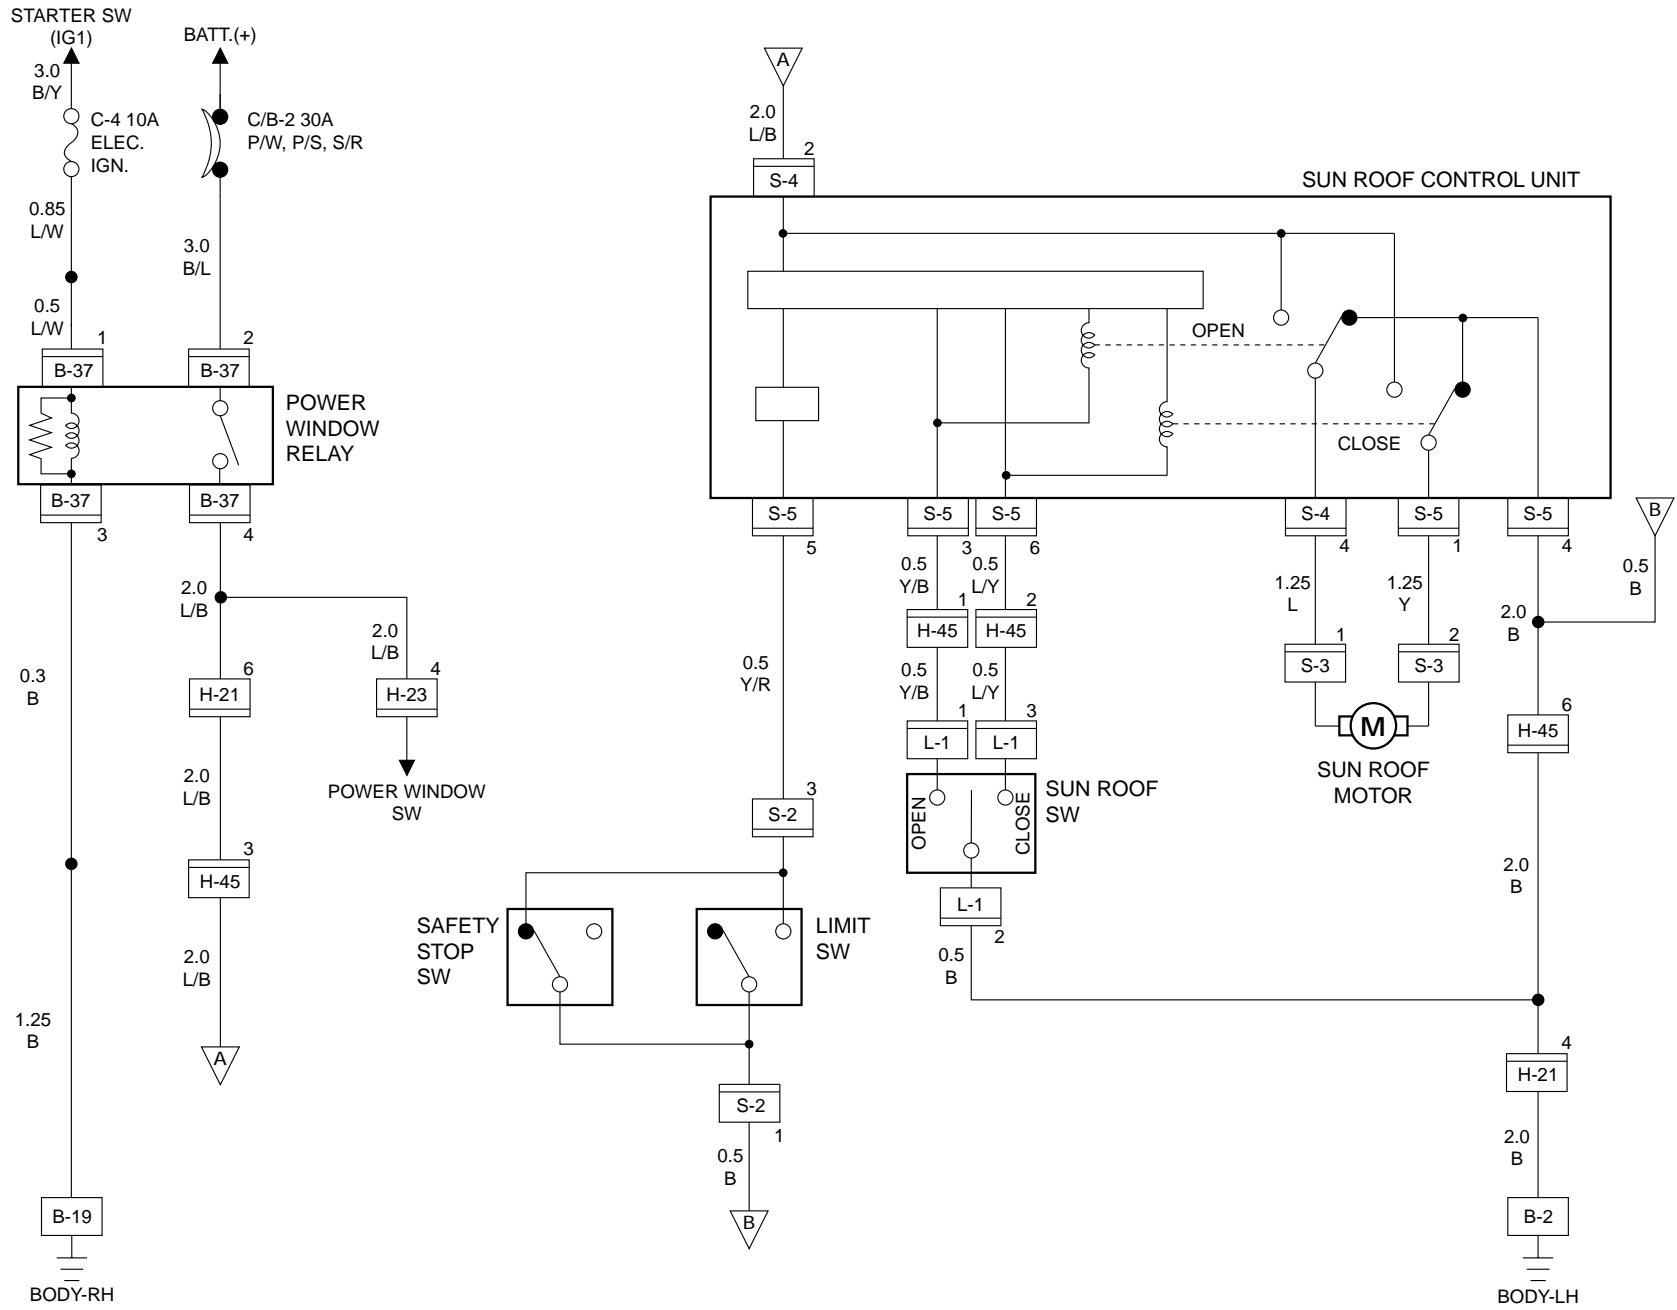 STARTER SW
(IG1)
BATT.(+)
3.0
B/Y
C-4 10A
ELEC.
IGN.
C/B-2 30A
P/W, P/S, S/R
0.85
L/W
3.0
B/L
0.5
L/W
1
2
B-37
B-37
POWER
WINDOW
RELAY
B-37
B-37
3
4
2.0
L/B
2.0
L/B
6
4
H-21
H-23
0.3
B
2.0
L/B
POWER WINDOW
SW
3
H-45
2.0
L/B
1.25
B
A
B-19
BODY-RH
A
2.0
L/B
2
S-4
SUN ROOF CONTROL UNIT
OPEN
CLOSE
S-5
S-5
S-5
S-4
S-5
S-5
B
5
3
6
4
1
4
0.5
Y/B
0.5
L/Y
1.25
L
1.25
Y
0.5
B
2.0
B
1
2
H-45
H-45
1
2
S-3
S-3
0.5
Y/R
0.5
Y/B
0.5
L/Y
1
3
L-1
L-1
M
SUN ROOF
MOTOR
6
H-45
3
S-2
OPEN
CLOSE
SUN ROOF
SW
2.0
B
L-1
2
0.5
B
SAFETY
STOP
SW
LIMIT
SW
S-2
1
0.5
B
B
4
H-21
2.0
B
B-2
BODY-LH